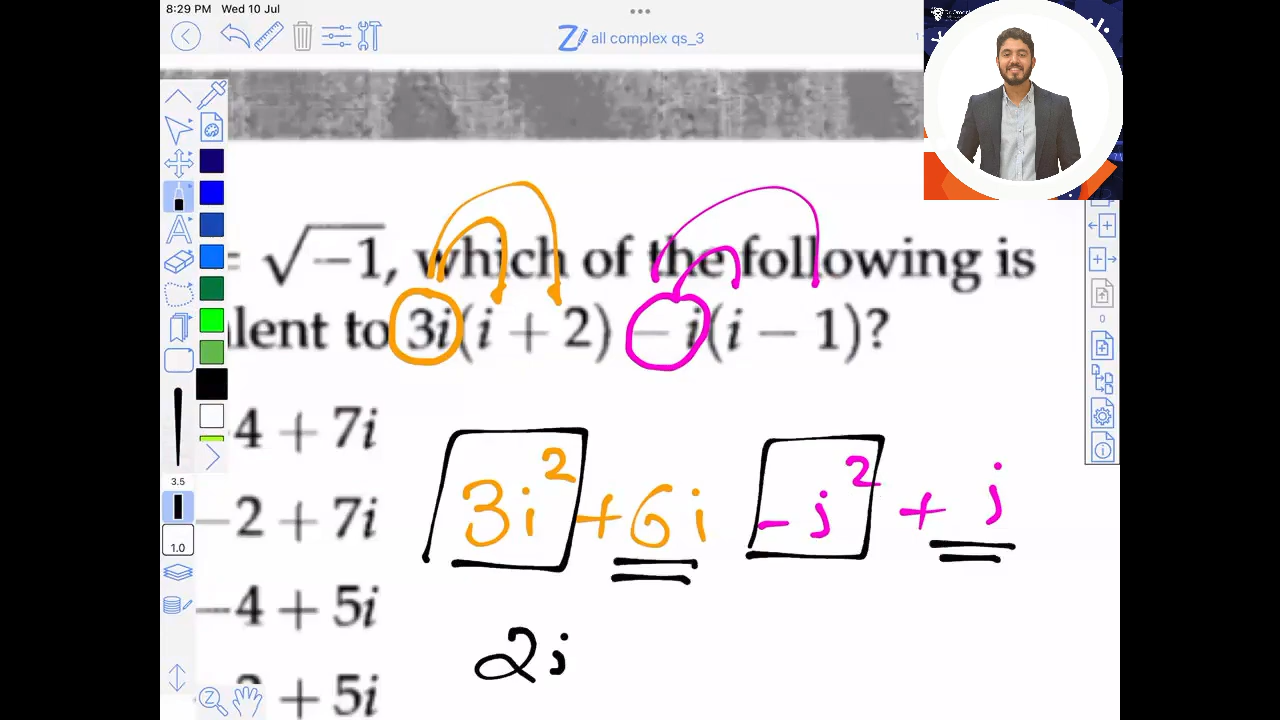 8:29 PM Wed 10 Jul
all complex qs_3
= √−1, which of the following is
lent to 3i(i + 2) − i(i − 1)?
4 + 7i
−2 + 7i
−4 + 5i
+ 5i
3i² + 6i − i² + i
2i
3.5
1.0
0